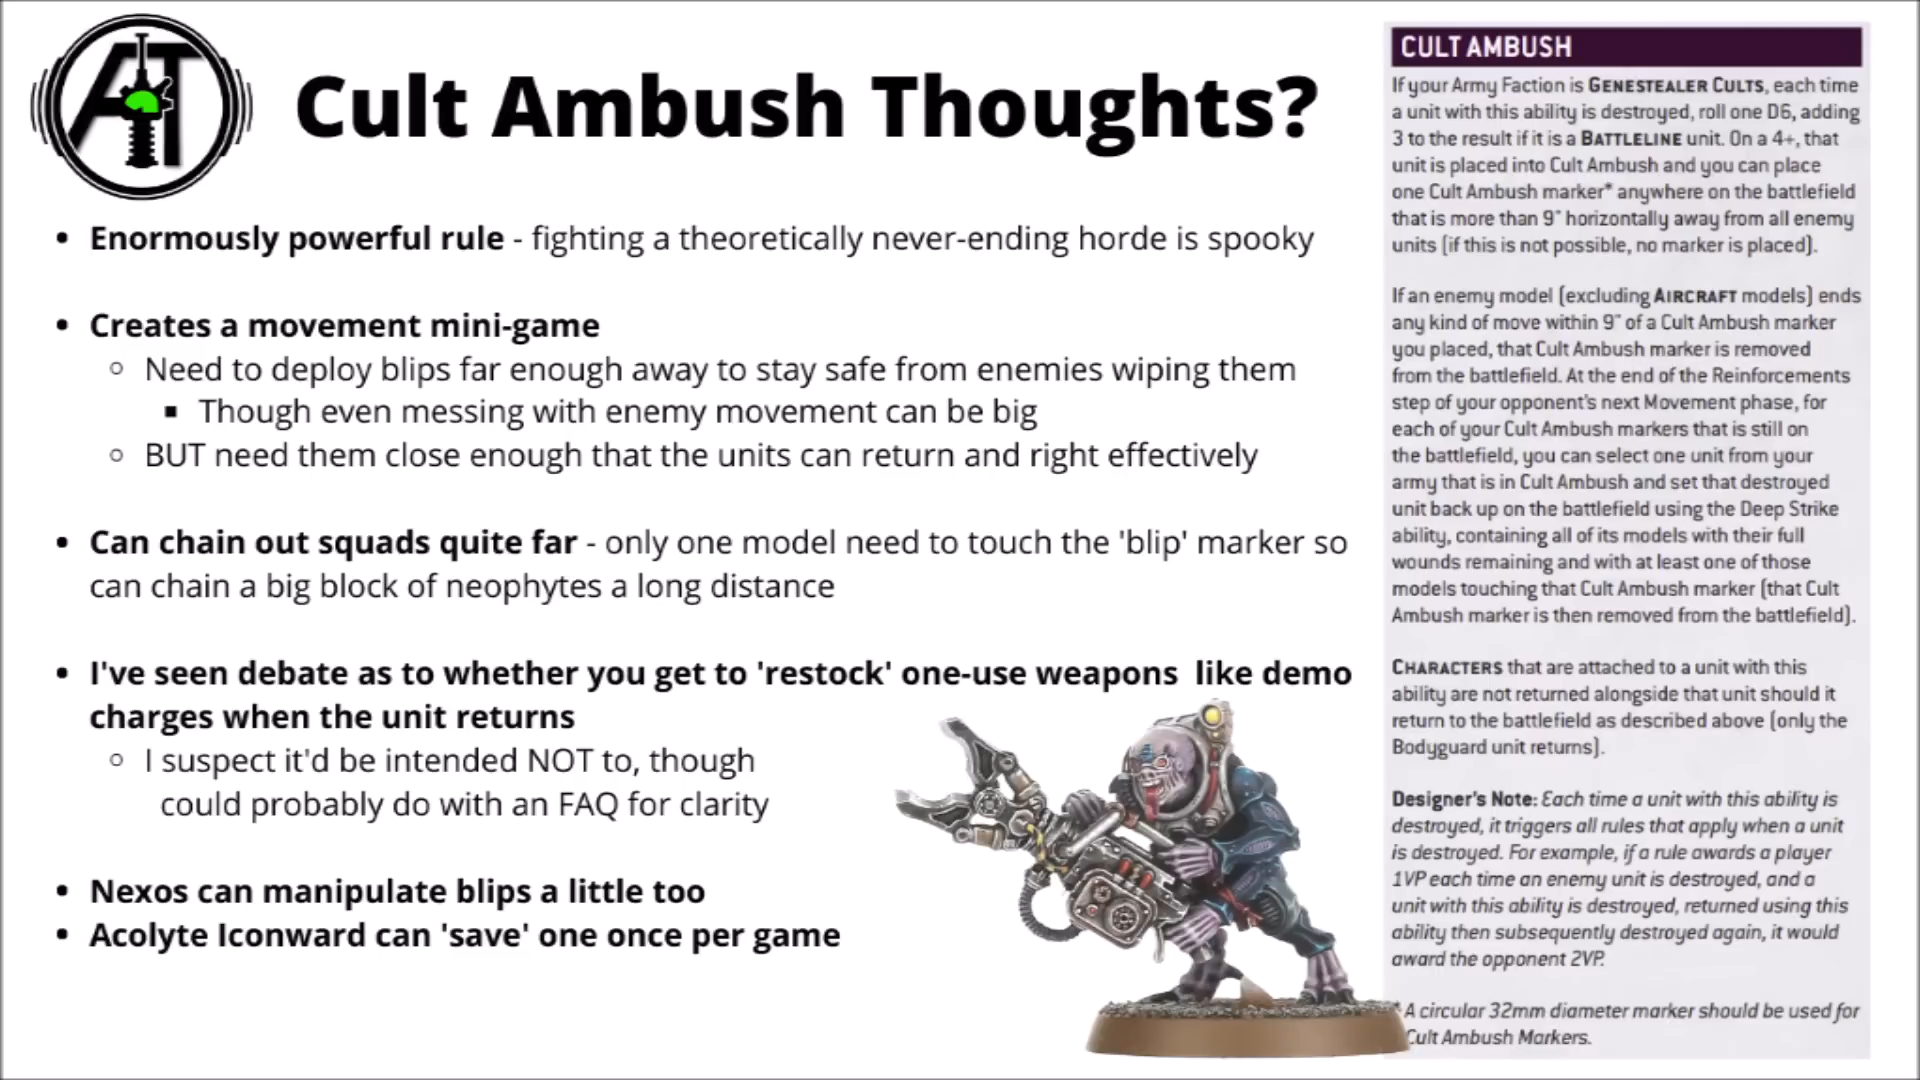 AT
Cult Ambush Thoughts?
• Enormously powerful rule - fighting a theoretically never-ending horde is spooky
• Creates a movement mini-game
○ Need to deploy blips far enough away to stay safe from enemies wiping them
■ Though even messing with enemy movement can be big
○ BUT need them close enough that the units can return and right effectively
• Can chain out squads quite far - only one model need to touch the 'blip' marker so
can chain a big block of neophytes a long distance
• I've seen debate as to whether you get to 'restock' one-use weapons like demo
charges when the unit returns
○ I suspect it'd be intended NOT to, though
could probably do with an FAQ for clarity
• Nexos can manipulate blips a little too
• Acolyte Iconward can 'save' one once per game
CULT AMBUSH
If your Army Faction is GENESTEALER CULTS, each time
a unit with this ability is destroyed, roll one D6, adding
3 to the result if it is a BATTLELINE unit. On a 4+, that
unit is placed into Cult Ambush and you can place
one Cult Ambush marker* anywhere on the battlefield
that is more than 9" horizontally away from all enemy
units (if this is not possible, no marker is placed).
If an enemy model (excluding AIRCRAFT models) ends
any kind of move within 9" of a Cult Ambush marker
you placed, that Cult Ambush marker is removed
from the battlefield. At the end of the Reinforcements
step of your opponent's next Movement phase, for
each of your Cult Ambush markers that is still on
the battlefield, you can select one unit from your
army that is in Cult Ambush and set that destroyed
unit back up on the battlefield using the Deep Strike
ability, containing all of its models with their full
wounds remaining and with at least one of those
models touching that Cult Ambush marker (that Cult
Ambush marker is then removed from the battlefield).
CHARACTERS that are attached to a unit with this
ability are not returned alongside that unit should it
return to the battlefield as described above (only the
Bodyguard unit returns).
Designer's Note: Each time a unit with this ability is
destroyed, it triggers all rules that apply when a unit
is destroyed. For example, if a rule awards a player
1VP each time an enemy unit is destroyed, and a
unit with this ability is destroyed, returned using this
ability then subsequently destroyed again, it would
award the opponent 2VP.
* A circular 32mm diameter marker should be used for
Cult Ambush Markers.